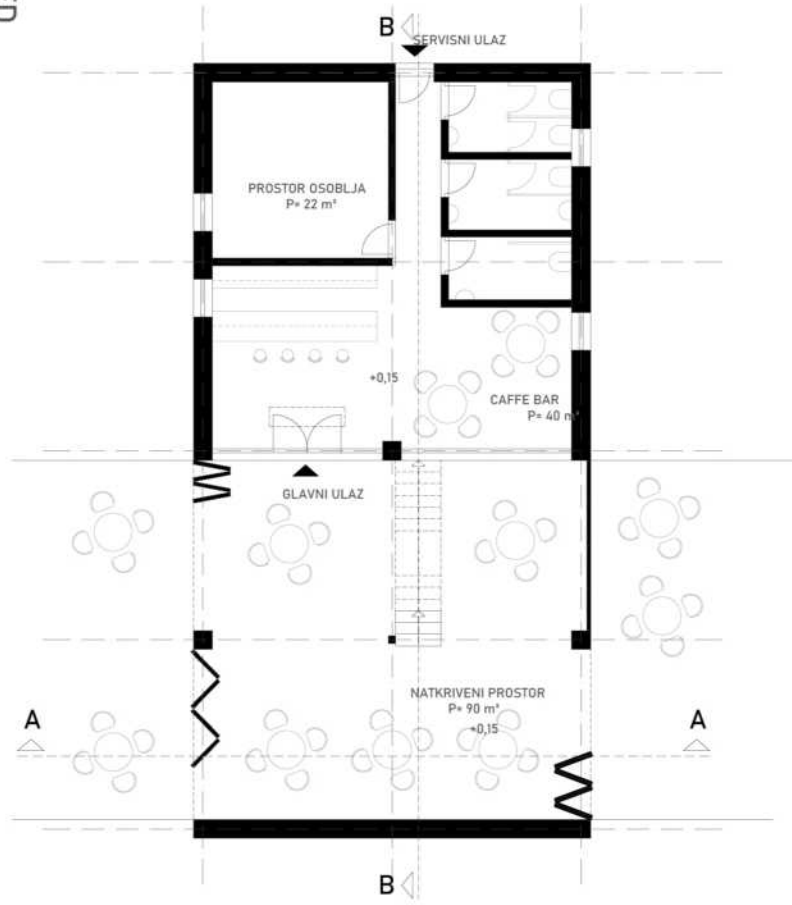 B
SERVISNI ULAZ
PROSTOR OSOBLJA
P= 22 m²
+0,15
CAFFE BAR
P= 40 m²
GLAVNI ULAZ
NATKRIVENI PROSTOR
P= 90 m²
+0,15
A
A
B